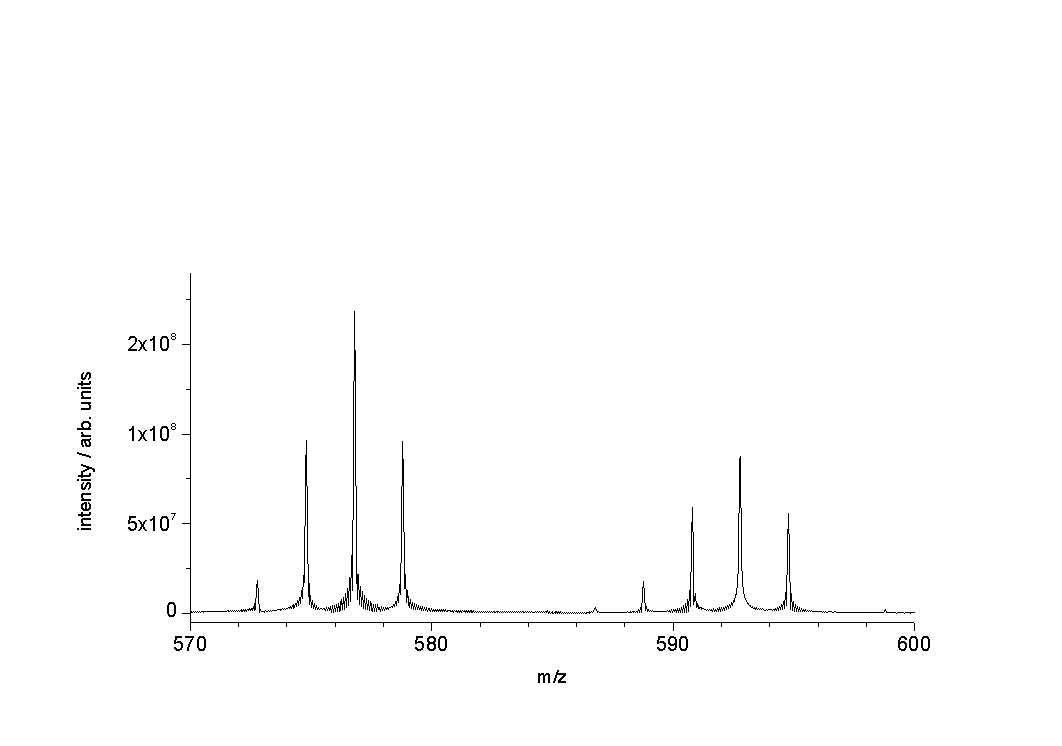 2x10⁸
1x10⁸
5x10⁷
0
570 580 590 600
m/z
intensity / arb. units